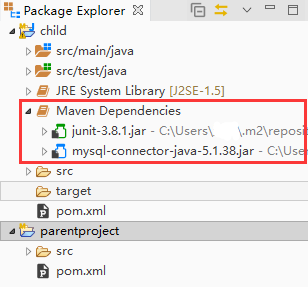 Package Explorer
child
src/main/java
src/test/java
JRE System Library [J2SE-1.5]
Maven Dependencies
junit-3.8.1.jar - C:\Users\ \.m2\reposi
mysql-connector-java-5.1.38.jar - C:\Us
src
target
pom.xml
parentproject
src
pom.xml